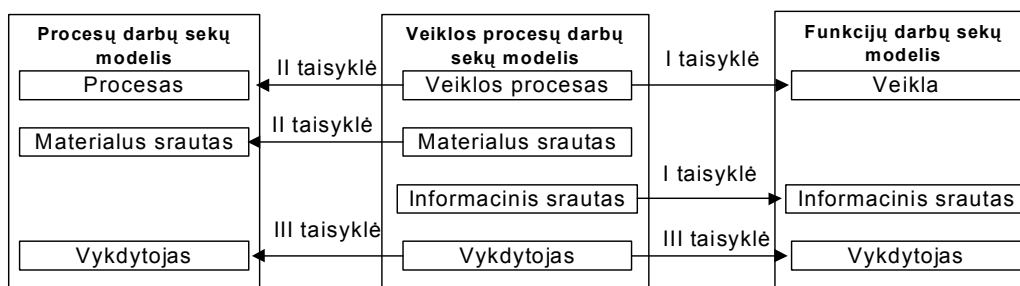 Procesų darbų sekų
modelis
Procesas
Materialus srautas
Vykdytojas
II taisyklė
II taisyklė
III taisyklė
Veiklos procesų darbų
sekų modelis
Veiklos procesas
Materialus srautas
Informacinis srautas
Vykdytojas
I taisyklė
I taisyklė
III taisyklė
Funkcijų darbų sekų
modelis
Veikla
Informacinis srautas
Vykdytojas